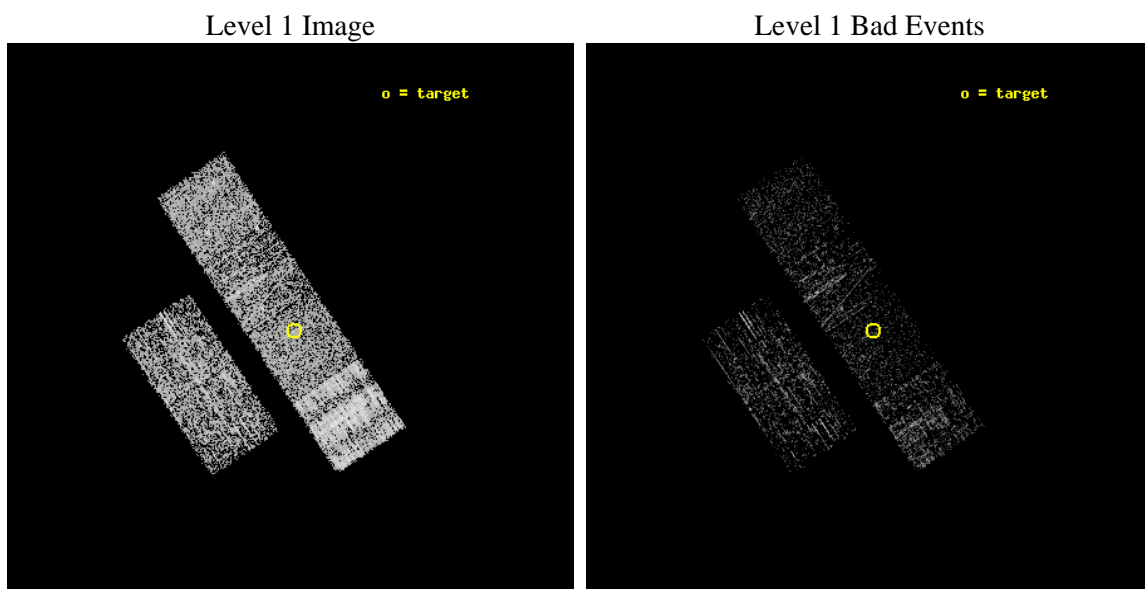 Level 1 Image
Level 1 Bad Events
o = target
o = target